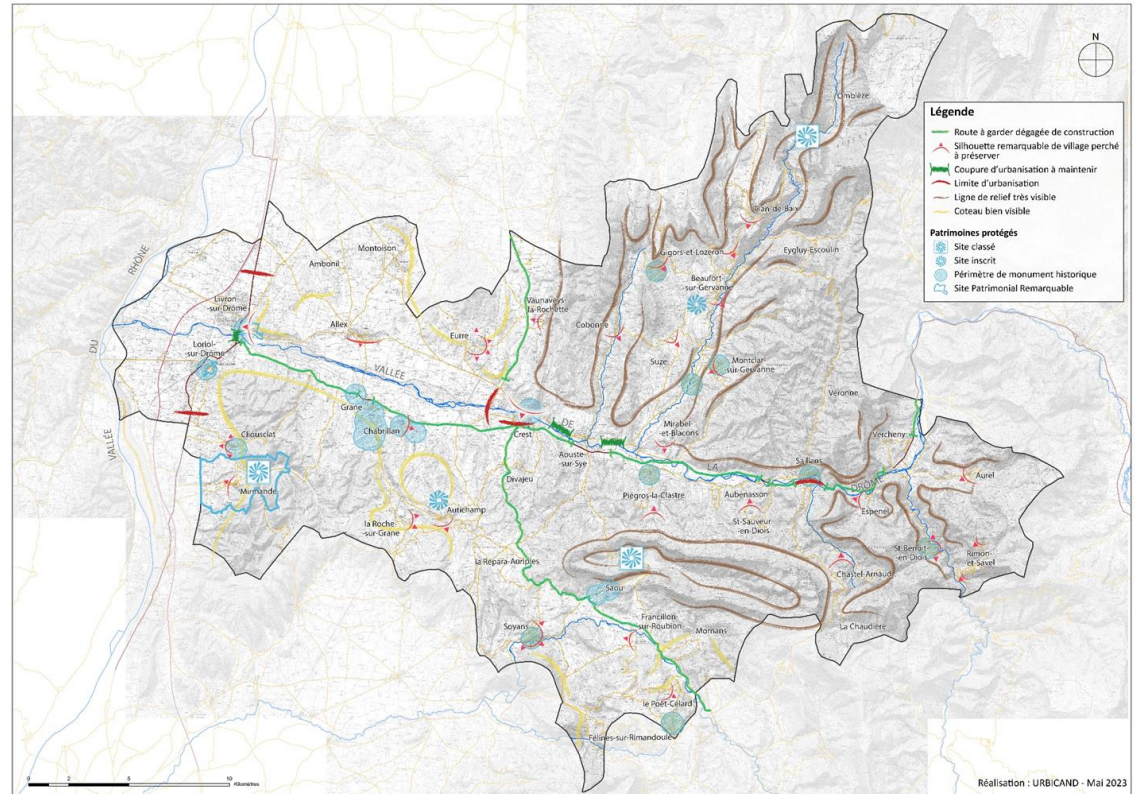 N
Légende
Route à garder dégagée de construction
Silhouette remarquable de village perché
à préserver
Coupure d'urbanisation à maintenir
Limite d'urbanisation
Ligne de relief très visible
Coteau bien visible
Patrimoines protégés
Site classé
Site inscrit
Périmètre de monument historique
Site Patrimonial Remarquable
Omblèze
Plan-de-Baix
Gigors-et-Lozeron
Eygluy-Escoulin
Beaufort-
sur-Gervanne
Montoison
Ambonil
RHÔNE
DU
VALLÉE
Livron-
sur-Drôme
Allex
Eurre
Vaunaveys-
la-Rochette
Cobonne
Loriol-
sur-Drôme
VALLÉE
DE
LA
DRÔME
Suze
Montclar-
sur-Gervanne
Véronne
Grane
Chabrillan
Crest
Mirabel
-et-Blacons
Vercheny
Cliousclat
Aouste-
sur-Sye
Saillans
Aurel
Mirmande
Divajeu
Piégros-la-Clastre
Aubenasson
Espenel
Autichamp
St-Sauveur-
en-Diois
la Roche-
sur-Grane
St-Benoit-
en-Diois
Rimon-
et-Savel
la Répara-Auriples
Chastel-Arnaud
Saou
Soyans
Francillon-
sur-Roubion
Mornans
La Chaudière
le Poët-Célard
Félines-sur-Rimandoule
0 2 5 10
Kilomètres
Réalisation : URBICAND - Mai 2023